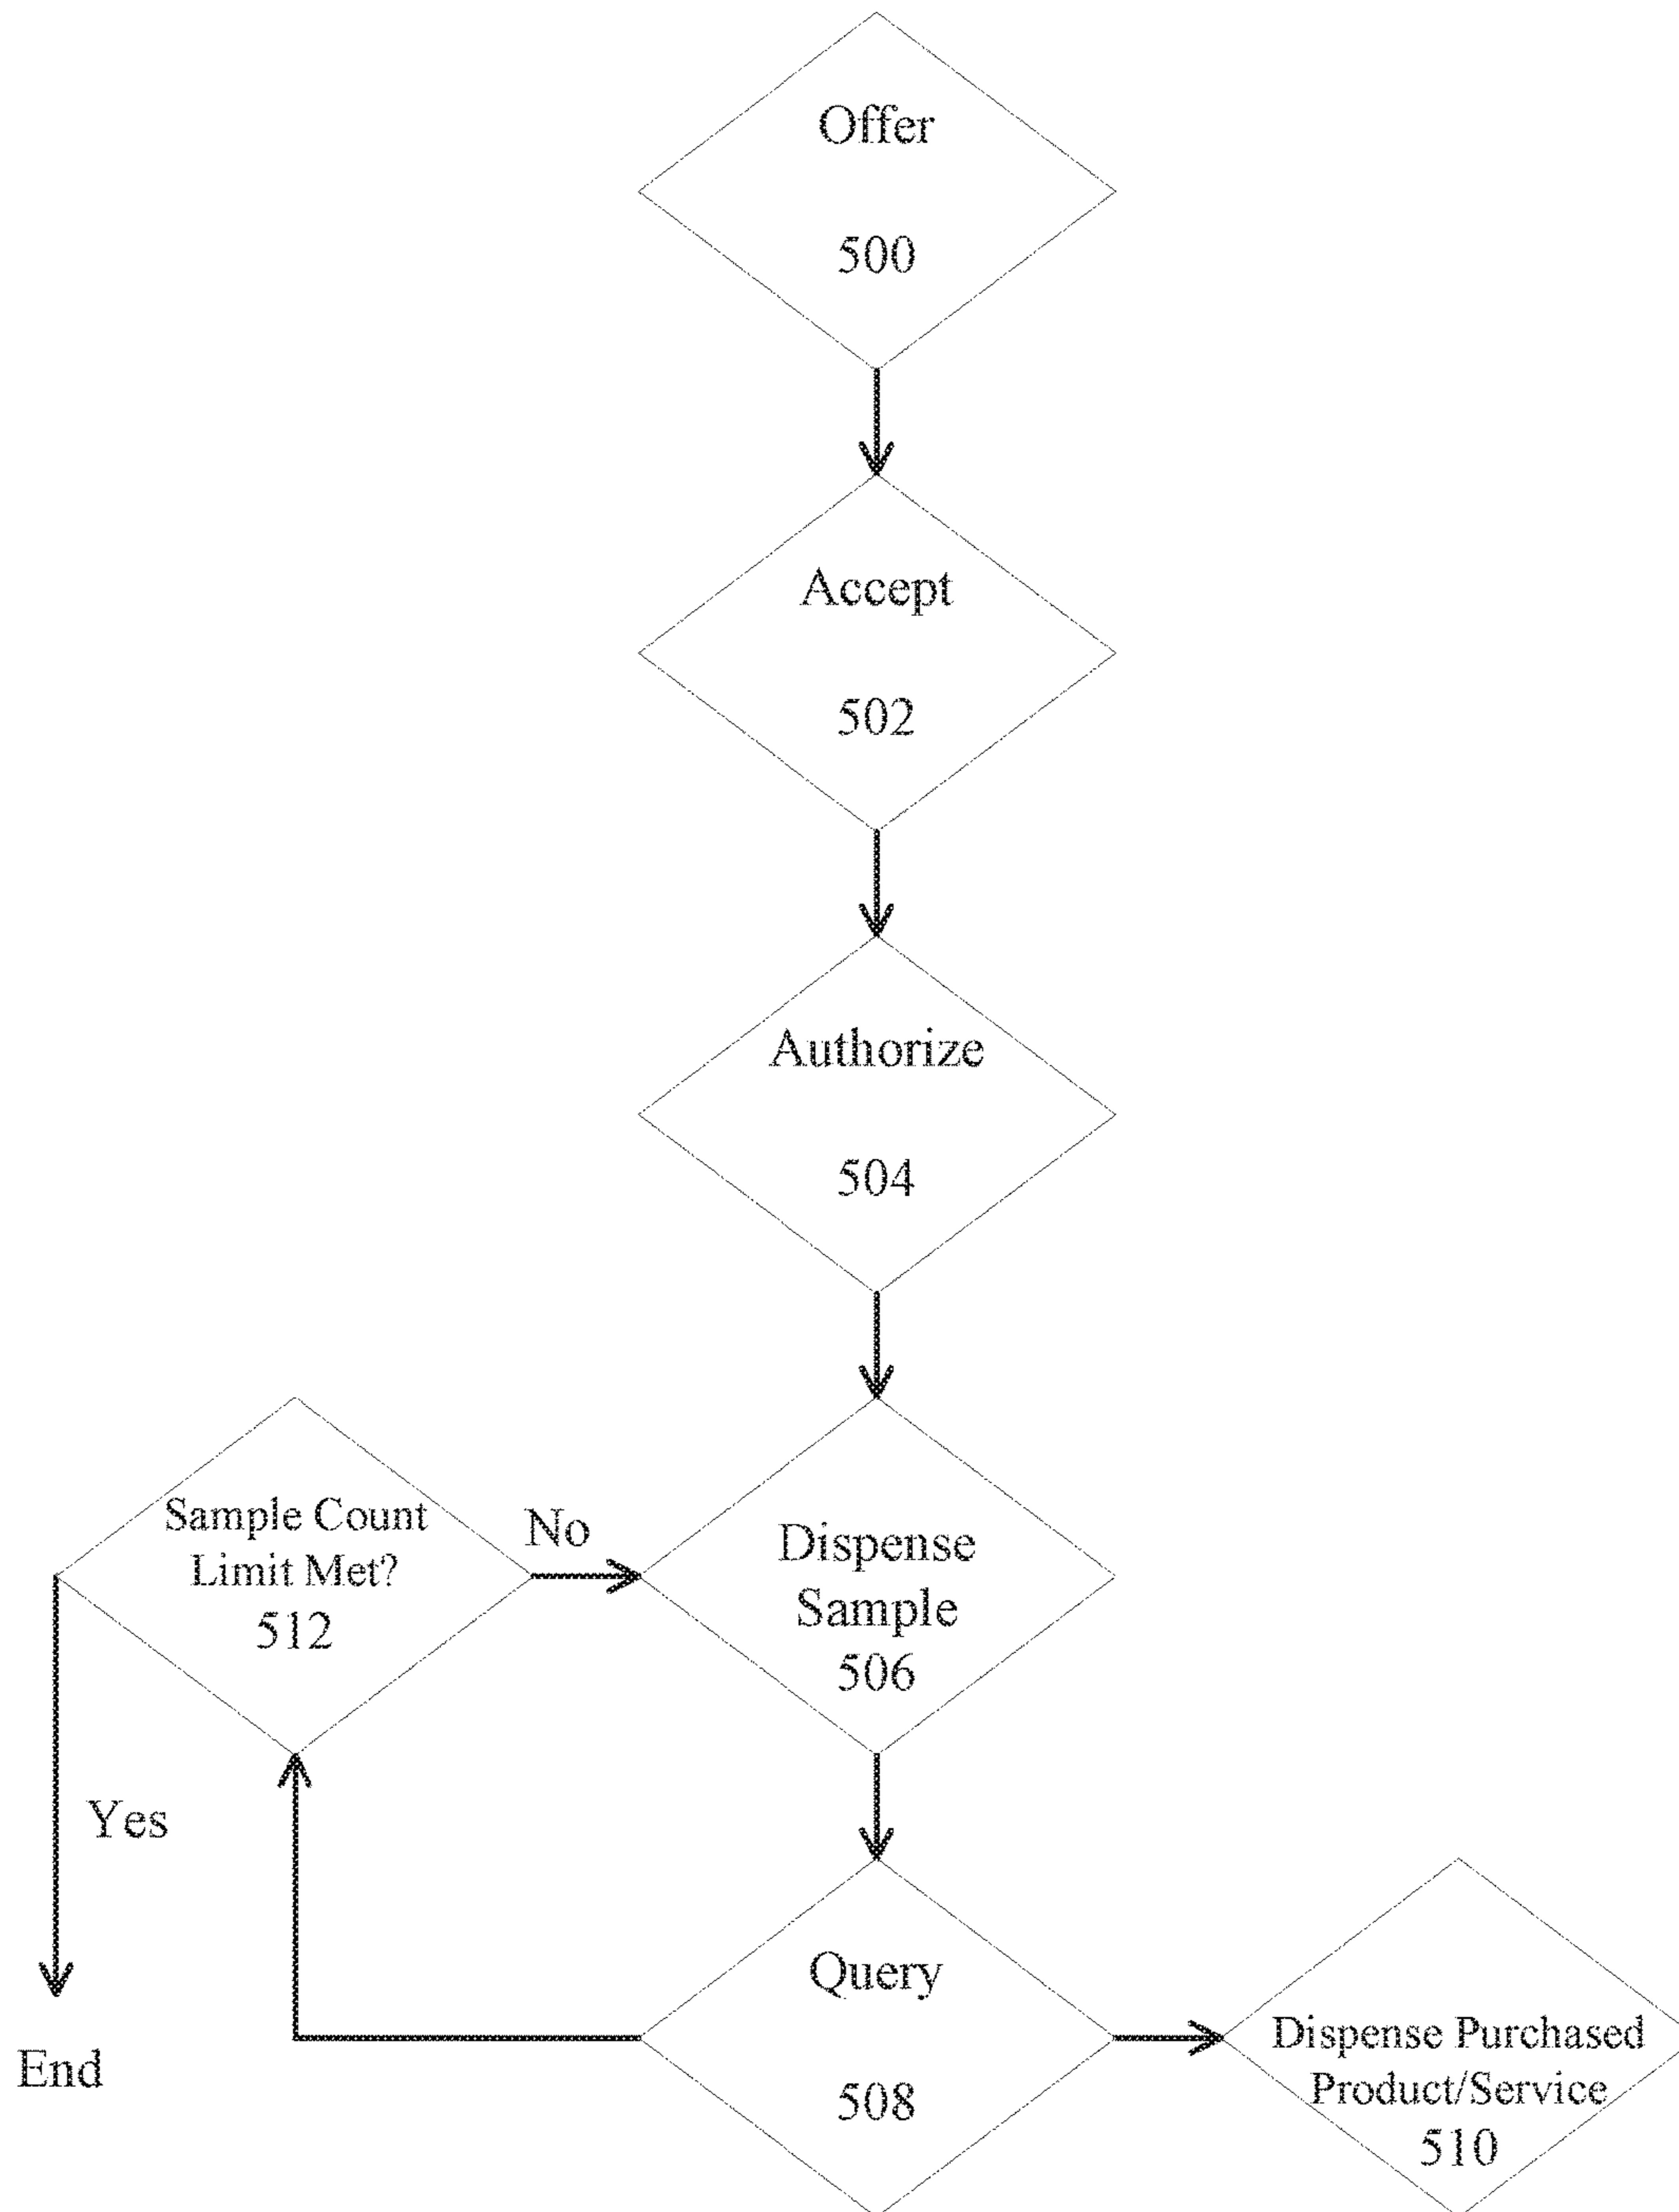 Offer
500
Accept
502
Authorize
504
Sample Count
Limit Met?
512
No
Dispense
Sample
506
Yes
End
Query
508
Dispense Purchased
Product/Service
510